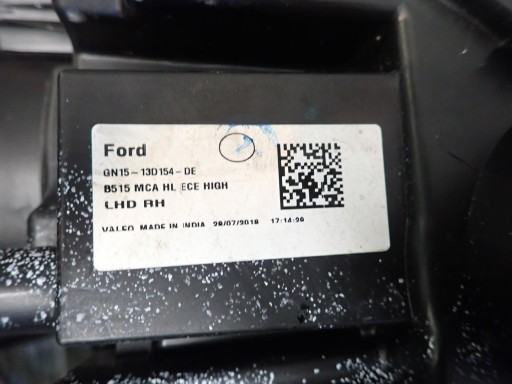 Ford
GN15-13D154-DE
B515 MCA HL ECE HIGH
LHD RH
VALEO MADE IN INDIA 28/07/2018 17:14:29